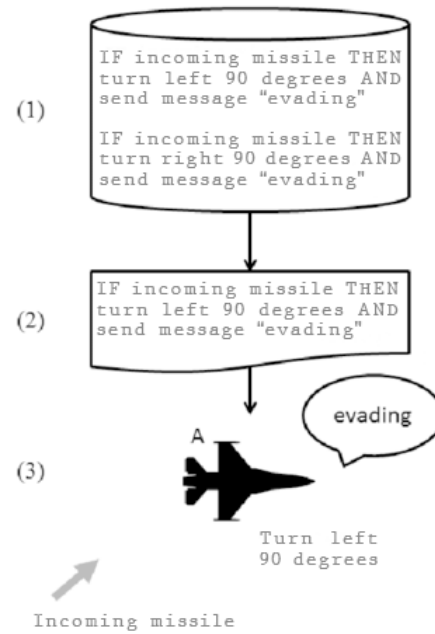 (1)
IF incoming missile THEN
turn left 90 degrees AND
send message “evading”
IF incoming missile THEN
turn right 90 degrees AND
send message “evading”
(2)
IF incoming missile THEN
turn left 90 degrees AND
send message “evading”
(3)
A
evading
Turn left
90 degrees
Incoming missile